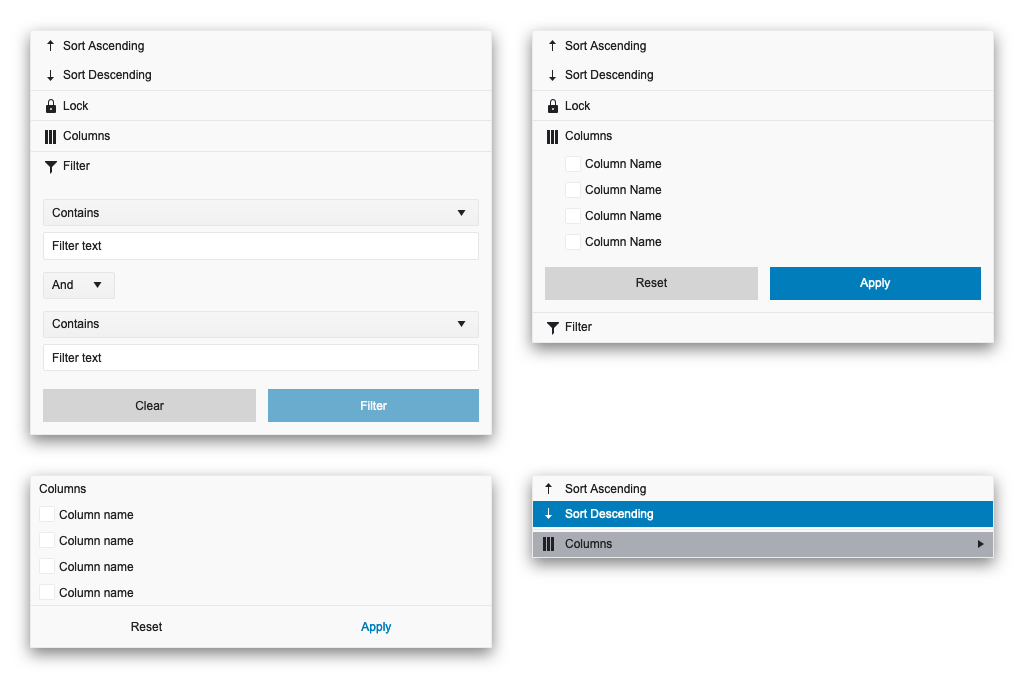 Sort Ascending
Sort Descending
Lock
Columns
Filter
Contains
Filter text
And
Contains
Filter text
Clear Filter
Sort Ascending
Sort Descending
Lock
Columns
Column Name
Column Name
Column Name
Column Name
Reset Apply
Filter
Columns
Column name
Column name
Column name
Column name
Reset Apply
Sort Ascending
Sort Descending
Columns